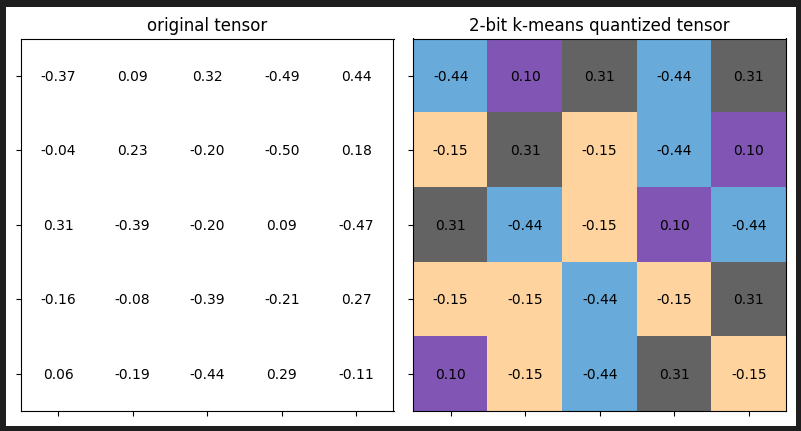 original tensor
-0.37 0.09 0.32 -0.49 0.44
-0.04 0.23 -0.20 -0.50 0.18
0.31 -0.39 -0.20 0.09 -0.47
-0.16 -0.08 -0.39 -0.21 0.27
0.06 -0.19 -0.44 0.29 -0.11
2-bit k-means quantized tensor
-0.44 0.10 0.31 -0.44 0.31
-0.15 0.31 -0.15 -0.44 0.10
0.31 -0.44 -0.15 0.10 -0.44
-0.15 -0.15 -0.44 -0.15 0.31
0.10 -0.15 -0.44 0.31 -0.15